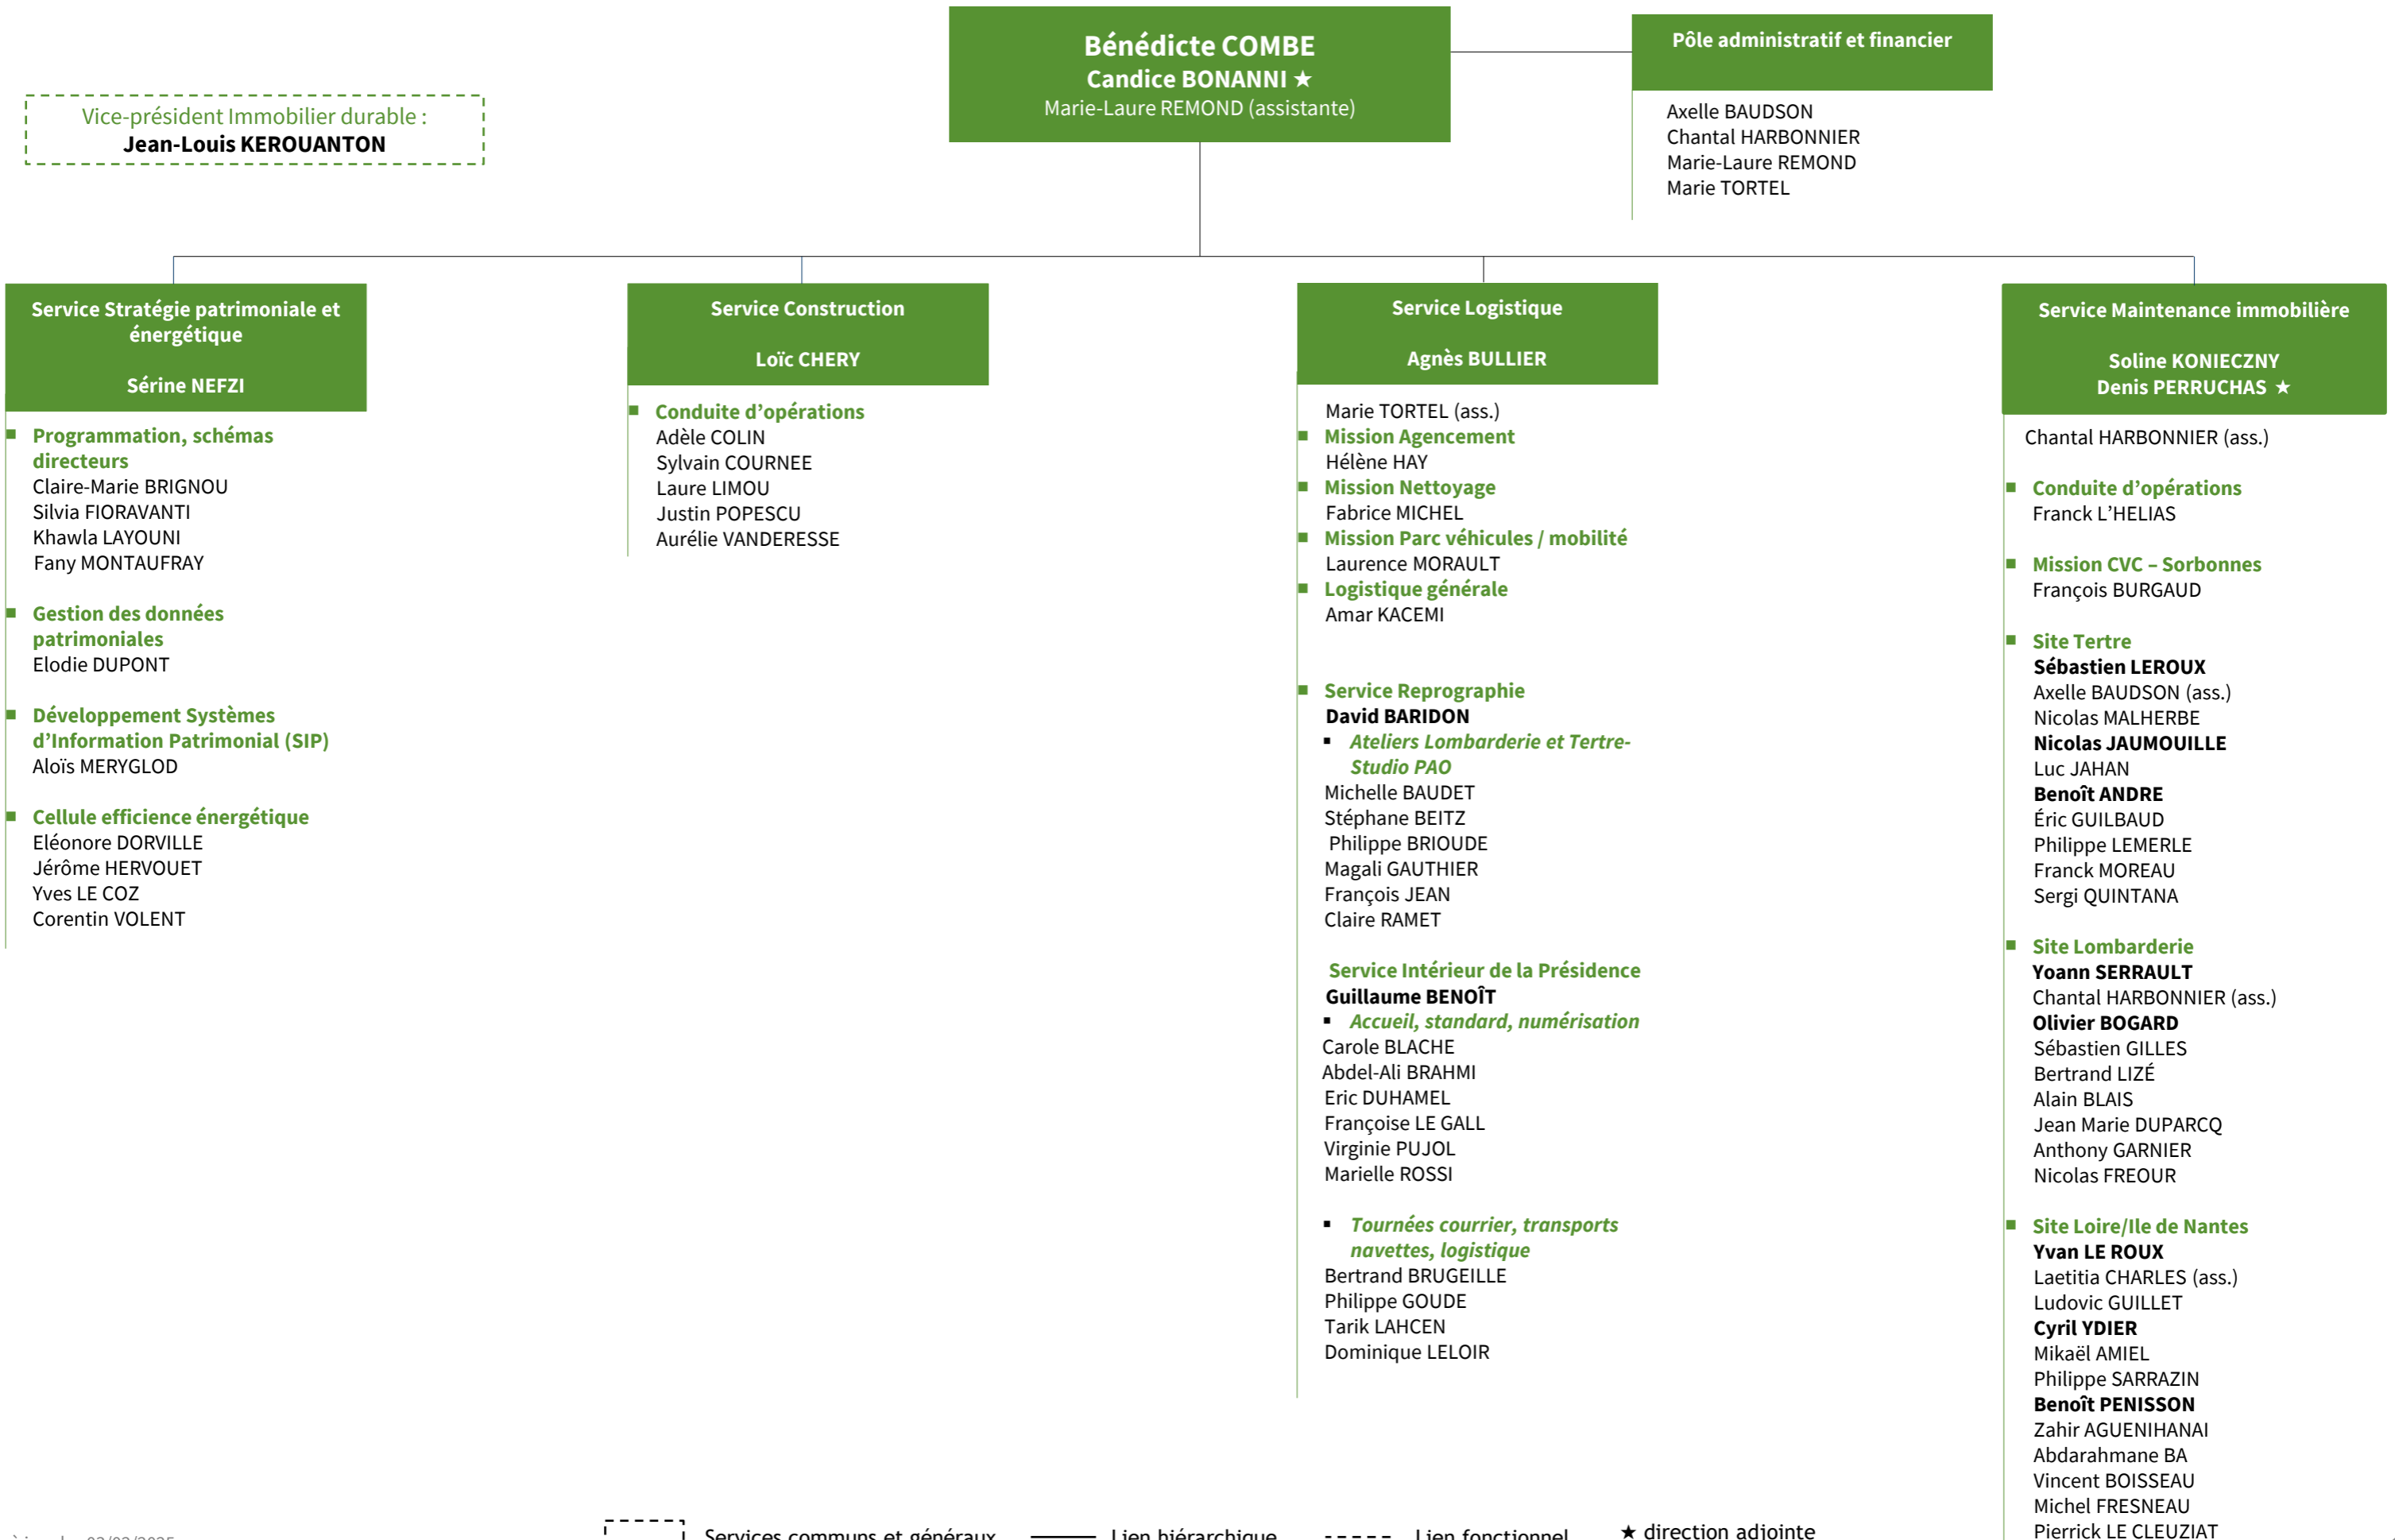 Bénédicte COMBE
Candice BONANNI ★
Marie-Laure REMOND (assistante)
Pôle administratif et financier
Axelle BAUDSON
Chantal HARBONNIER
Marie-Laure REMOND
Marie TORTEL
Vice-président Immobilier durable :
Jean-Louis KEROUANTON
Service Stratégie patrimoniale et
énergétique
Sérine NEFZI
Programmation, schémas
directeurs
Claire-Marie BRIGNOU
Silvia FIORAVANTI
Khawla LAYOUNI
Fany MONTAUFRAY
Gestion des données
patrimoniales
Elodie DUPONT
Développement Systèmes
d’Information Patrimonial (SIP)
Aloïs MERYGLOD
Cellule efficience énergétique
Eléonore DORVILLE
Jérôme HERVOUET
Yves LE COZ
Corentin VOLENT
Service Construction
Loïc CHERY
Conduite d’opérations
Adèle COLIN
Sylvain COURNEE
Laure LIMOU
Justin POPESCU
Aurélie VANDERESSE
Service Logistique
Agnès BULLIER
Marie TORTEL (ass.)
Mission Agencement
Hélène HAY
Mission Nettoyage
Fabrice MICHEL
Mission Parc véhicules / mobilité
Laurence MORAULT
Logistique générale
Amar KACEMI
Service Reprographie
David BARIDON
Ateliers Lombarderie et Tertre-
Studio PAO
Michelle BAUDET
Stéphane BEITZ
Philippe BRIOUDE
Magali GAUTHIER
François JEAN
Claire RAMET
Service Intérieur de la Présidence
Guillaume BENOÎT
Accueil, standard, numérisation
Carole BLACHE
Abdel-Ali BRAHMI
Eric DUHAMEL
Françoise LE GALL
Virginie PUJOL
Marielle ROSSI
Tournées courrier, transports
navettes, logistique
Bertrand BRUGEILLE
Philippe GOUDE
Tarik LAHCEN
Dominique LELOIR
Service Maintenance immobilière
Soline KONIECZNY
Denis PERRUCHAS ★
Chantal HARBONNIER (ass.)
Conduite d’opérations
Franck L’HELIAS
Mission CVC – Sorbonnes
François BURGAUD
Site Tertre
Sébastien LEROUX
Axelle BAUDSON (ass.)
Nicolas MALHERBE
Nicolas JAUMOUILLE
Luc JAHAN
Benoît ANDRE
Éric GUILBAUD
Philippe LEMERLE
Franck MOREAU
Sergi QUINTANA
Site Lombarderie
Yoann SERRAULT
Chantal HARBONNIER (ass.)
Olivier BOGARD
Sébastien GILLES
Bertrand LIZÉ
Alain BLAIS
Jean Marie DUPARCQ
Anthony GARNIER
Nicolas FREOUR
Site Loire/Ile de Nantes
Yvan LE ROUX
Laetitia CHARLES (ass.)
Ludovic GUILLET
Cyril YDIER
Mikaël AMIEL
Philippe SARRAZIN
Benoît PENISSON
Zahir AGUENIHANAI
Abdarahmane BA
Vincent BOISSEAU
Michel FRESNEAU
Pierrick LE CLEUZIAT
Services communs et généraux
Lien hiérarchique
Lien fonctionnel
★ direction adjointe